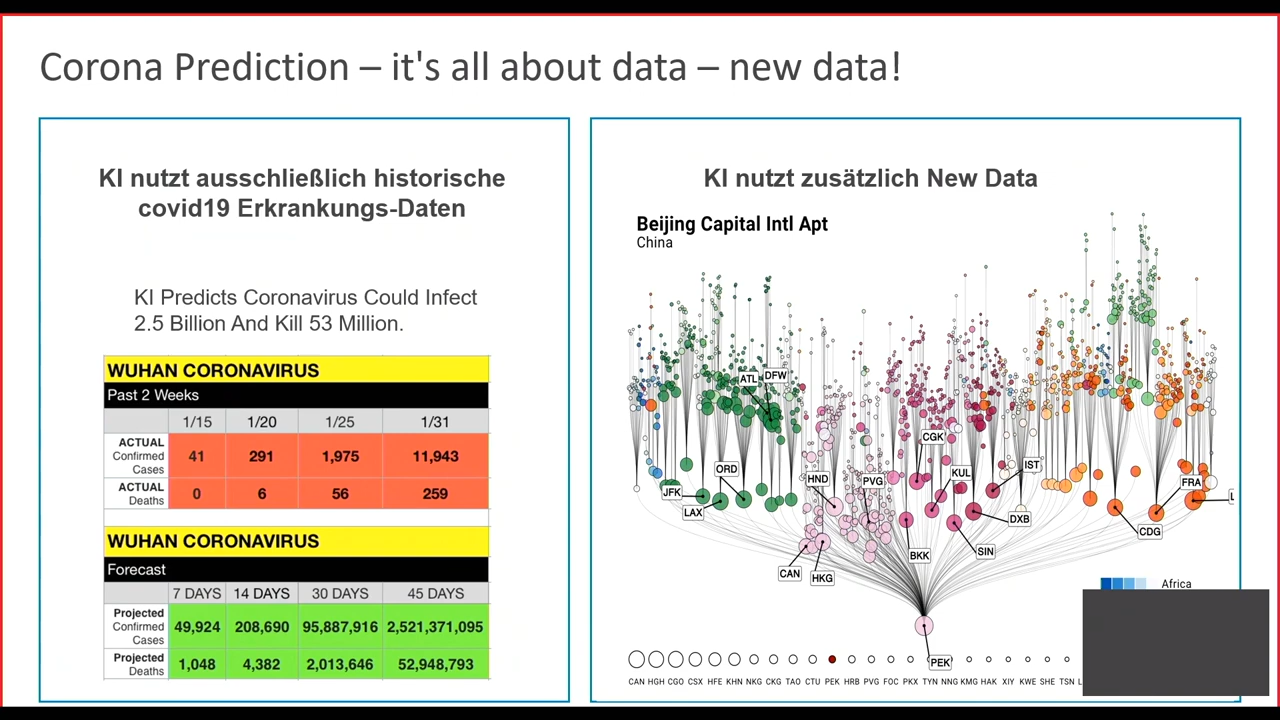 Corona Prediction – it's all about data – new data!
KI nutzt ausschließlich historische
covid19 Erkrankungs-Daten
KI Predicts Coronavirus Could Infect
2.5 Billion And Kill 53 Million.
WUHAN CORONAVIRUS
Past 2 Weeks
1/15 1/20 1/25 1/31
ACTUAL
Confirmed
Cases
41 291 1,975 11,943
ACTUAL
Deaths
0 6 56 259
WUHAN CORONAVIRUS
Forecast
7 DAYS 14 DAYS 30 DAYS 45 DAYS
Projected
Confirmed
Cases
49,924 208,690 95,887,916 2,521,371,095
Projected
Deaths
1,048 4,382 2,013,646 52,948,793
KI nutzt zusätzlich New Data
Beijing Capital Intl Apt
China
ATL DFW
CGK
ORD KUL IST
HND PVG FRA
JFK
LAX
DXB
CDG
BKK SIN
CAN HKG
Africa
PEK
CAN HGH CGO CSX HFE KHN NKG CKG TAO CTU PEK HRB PVG FOC PKX TYN NNG KMG HAK XIY KWE SHE TSN